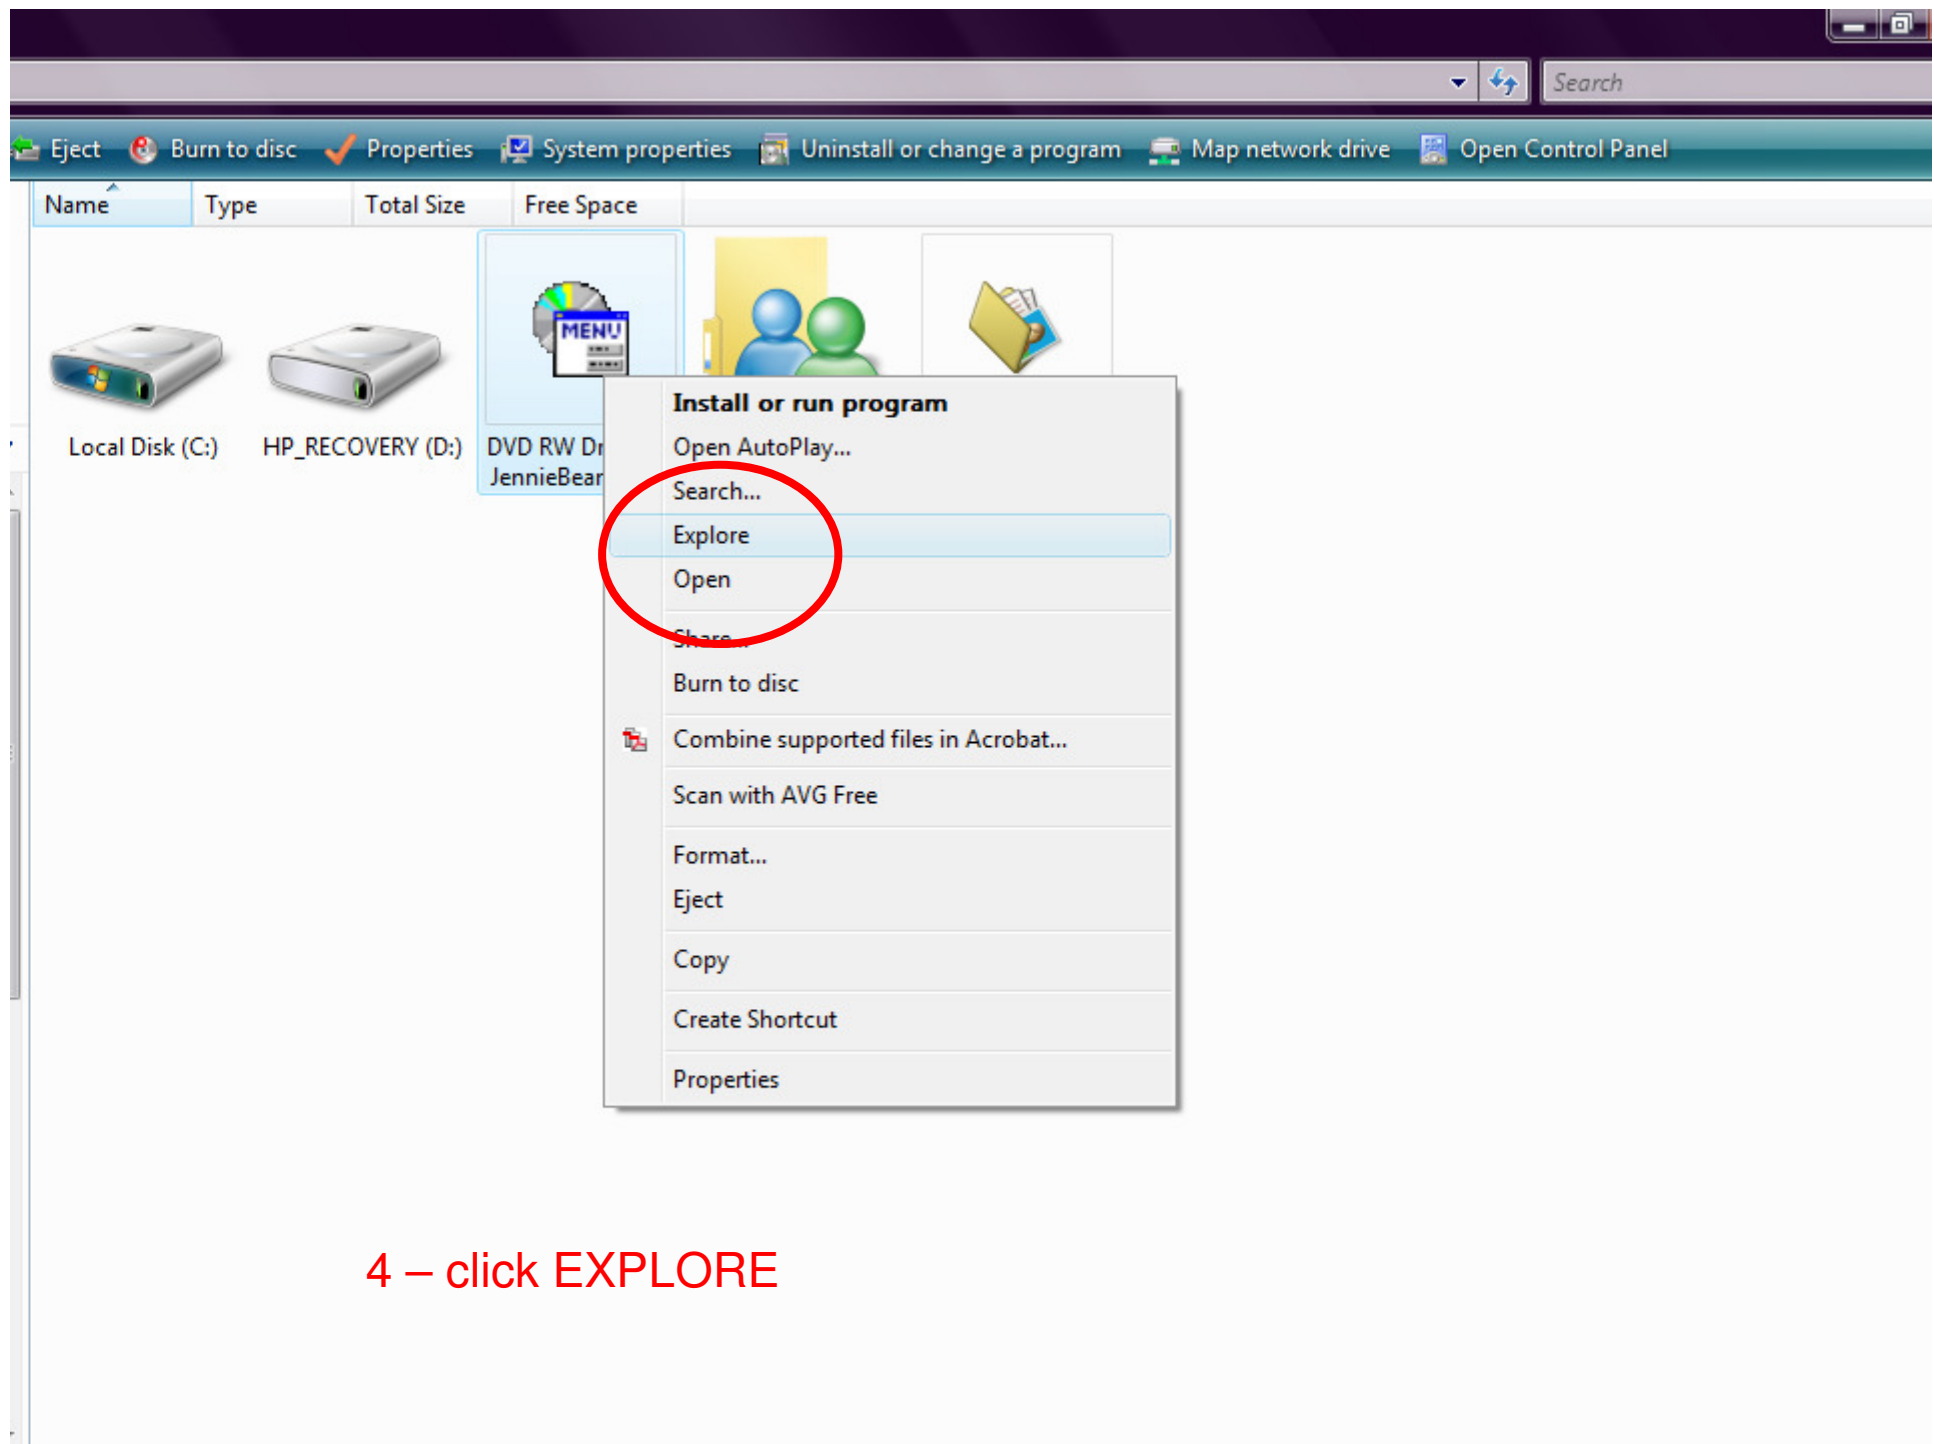 Search
Eject Burn to disc Properties System properties Uninstall or change a program Map network drive Open Control Panel
Name Type Total Size Free Space
MENU
Local Disk (C:) HP_RECOVERY (D:) DVD RW
JennieBear
Install or run program
Open AutoPlay...
Search...
Explore
Open
Share...
Burn to disc
Combine supported files in Acrobat...
Scan with AVG Free
Format...
Eject
Copy
Create Shortcut
Properties
4 – click EXPLORE